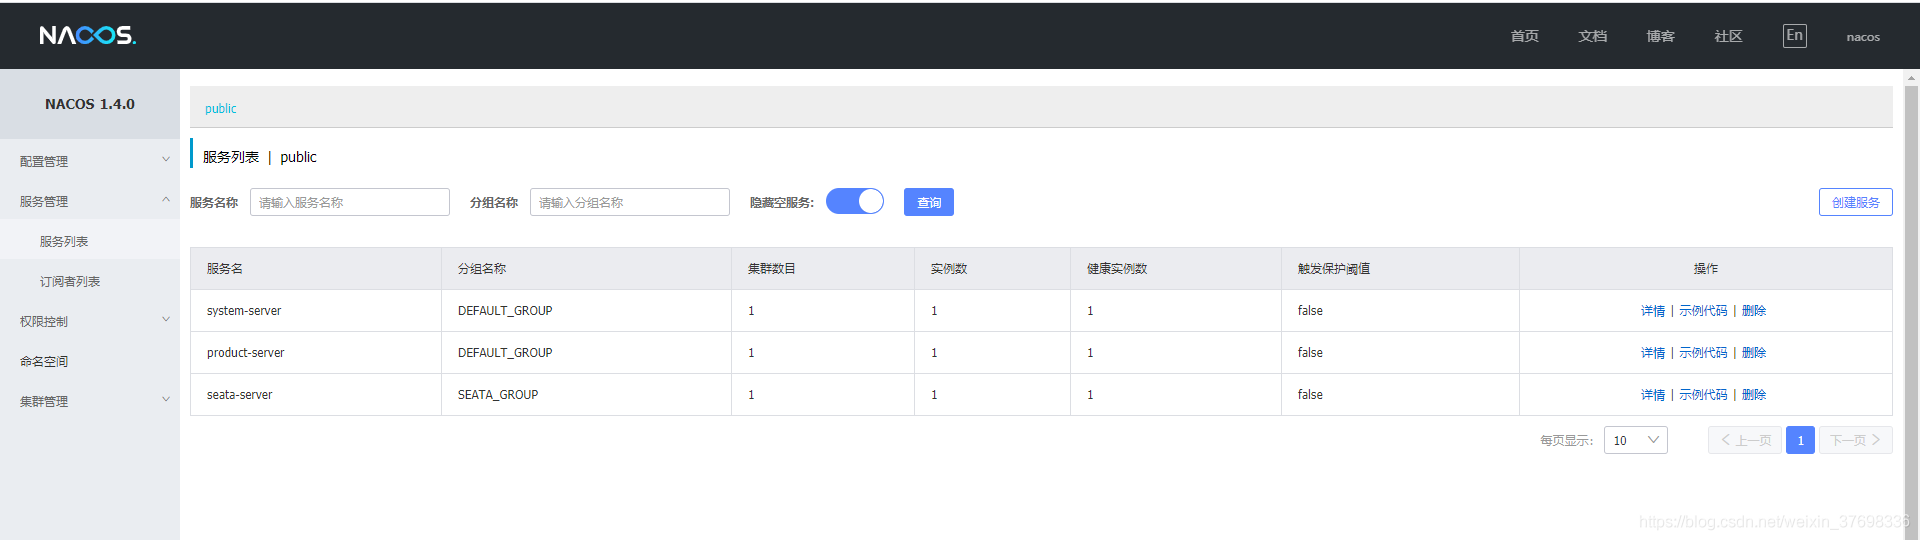 NACOS.
首页 文档 博客 社区 En nacos
NACOS 1.4.0
配置管理
服务管理
服务列表
订阅者列表
权限控制
命名空间
集群管理
public
服务列表 | public
服务名称 请输入服务名称 分组名称 请输入分组名称 隐藏空服务: 查询 创建服务
服务名 分组名称 集群数目 实例数 健康实例数 触发保护阈值 操作
system-server DEFAULT_GROUP 1 1 1 false 详情 | 示例代码 | 删除
product-server DEFAULT_GROUP 1 1 1 false 详情 | 示例代码 | 删除
seata-server SEATA_GROUP 1 1 1 false 详情 | 示例代码 | 删除
每页显示: 10 上一页 1 下一页
https://blog.csdn.net/weixin_37698336